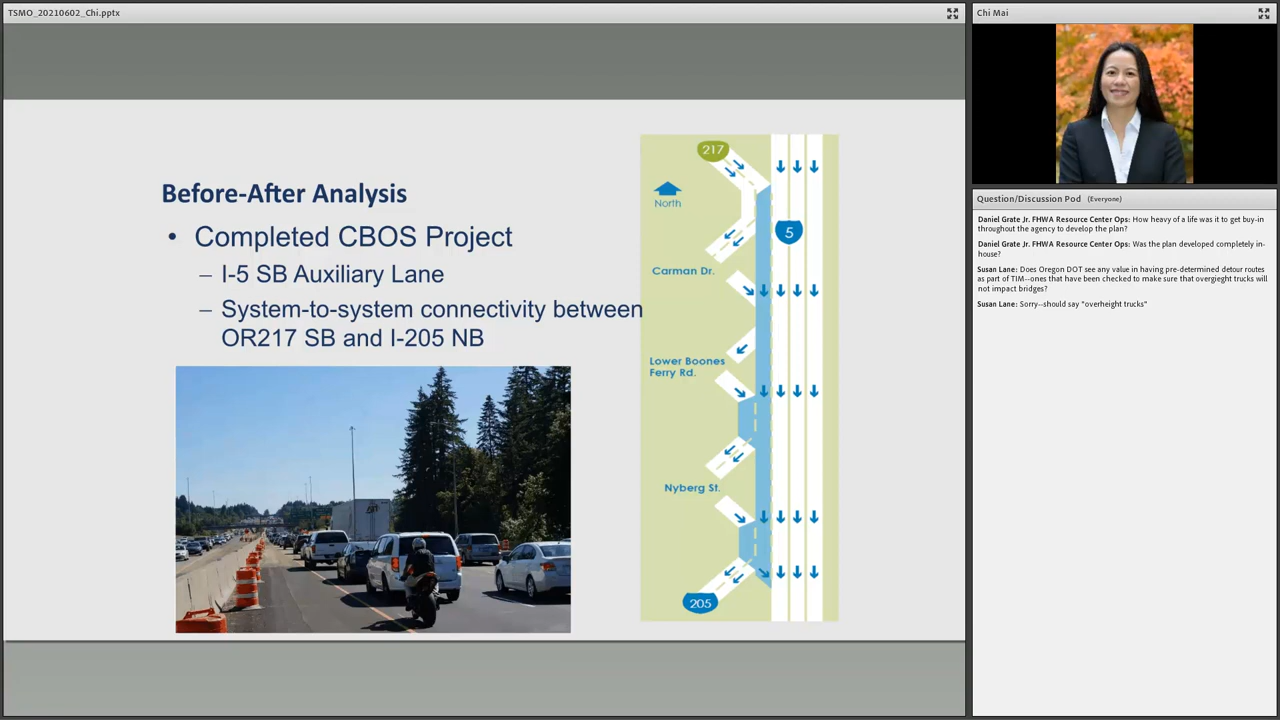 TSMO_20210602_Chi.pptx
Before-After Analysis
• Completed CBOS Project
– I-5 SB Auxiliary Lane
– System-to-system connectivity between
OR217 SB and I-205 NB
217
North
5
Carman Dr.
Lower Boones
Ferry Rd.
Nyberg St.
205
Chi Mai
Question/Discussion Pod (Everyone)
Daniel Grate Jr. FHWA Resource Center Ops: How heavy of a life was it to get buy-in
throughout the agency to develop the plan?
Daniel Grate Jr. FHWA Resource Center Ops: Was the plan developed completely in-
house?
Susan Lane: Does Oregon DOT see any value in having pre-determined detour routes
as part of TIM--ones that have been checked to make sure that overgieght trucks will
not impact bridges?
Susan Lane: Sorry--should say "overheight trucks"